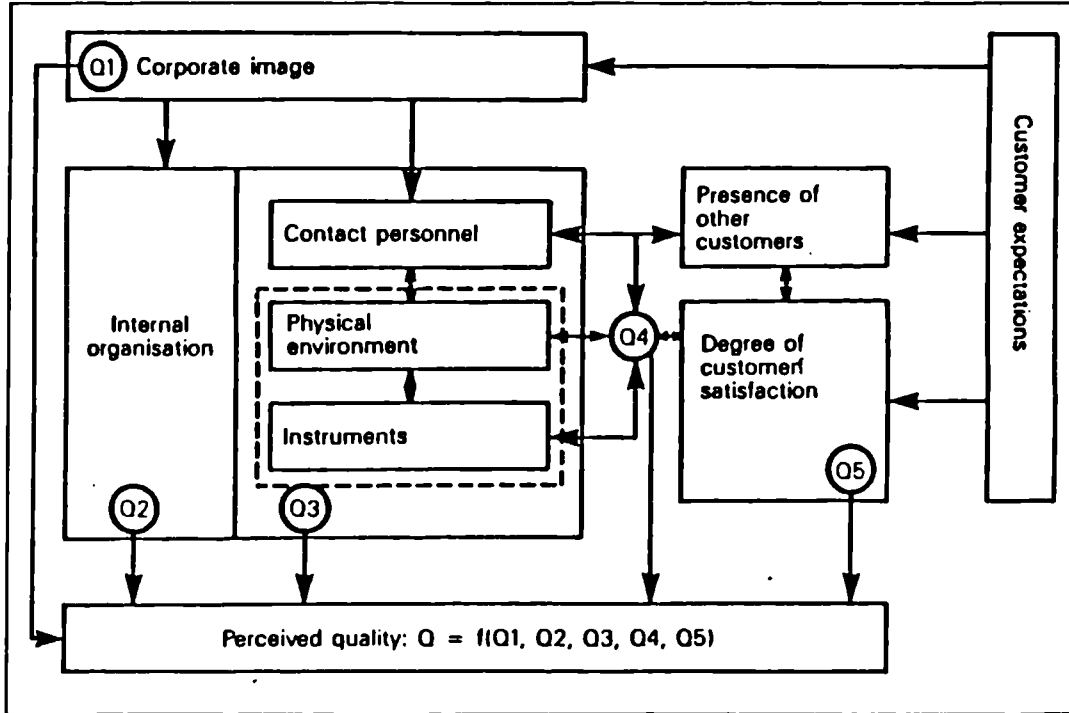 Q1 Corporate image
Customer expectations
Contact personnel
Presence of
other
customers
Internal
organisation
Physical
environment
Q4
Degree of
customerf
satisfaction
Instruments
Q5
Q2
Q3
Perceived quality: Q = f(Q1, Q2, Q3, Q4, Q5)